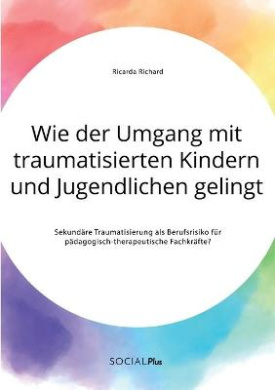 Ricarda Richard
Wie der Umgang mit
traumatisierten Kindern
und Jugendlichen gelingt
Sekundäre Traumatisierung als Berufsrisiko für
pädagogisch-therapeutische Fachkräfte?
SOCIALPlus